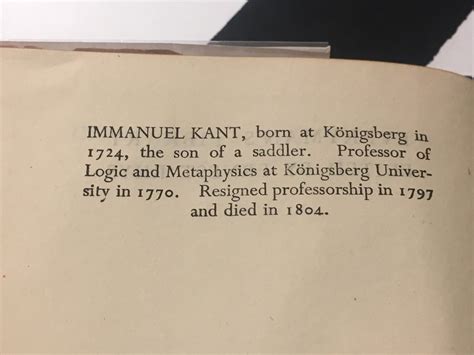 IMMANUEL KANT, born at Königsberg in
1724, the son of a saddler. Professor of
Logic and Metaphysics at Königsberg Univer-
sity in 1770. Resigned professorship in 1797
and died in 1804.